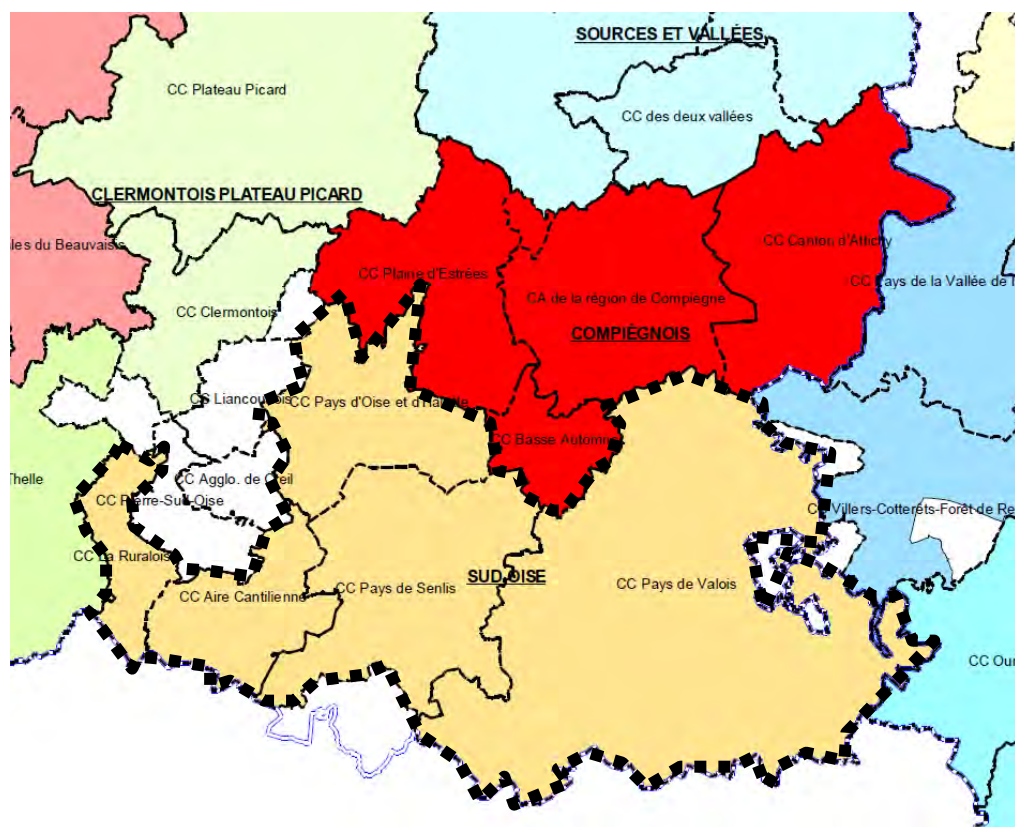 SOURCES ET VALLÉES
CC Plateau Picard
CC des deux vallées
CLERMONTOIS PLATEAU PICARD
les du Beauvaisis
CC Canton d'Attichy
CC Plaine d'Estrées
CC Pays de la Vallée de l
CA de la région de Compiègne
CC Clermontois
COMPIÈGNOIS
CC Liancourtois
CC Pays d'Oise et d'Halatte
CC Basse Automne
Thelle
CC Agglo. de Creil
CC Pierre-Sud-Oise
CC Villers-Cotterêts-Forêt de Re
CC La Ruraloise
SUD OISE
CC Pays de Senlis
CC Pays de Valois
CC Aire Cantilienne
CC Our